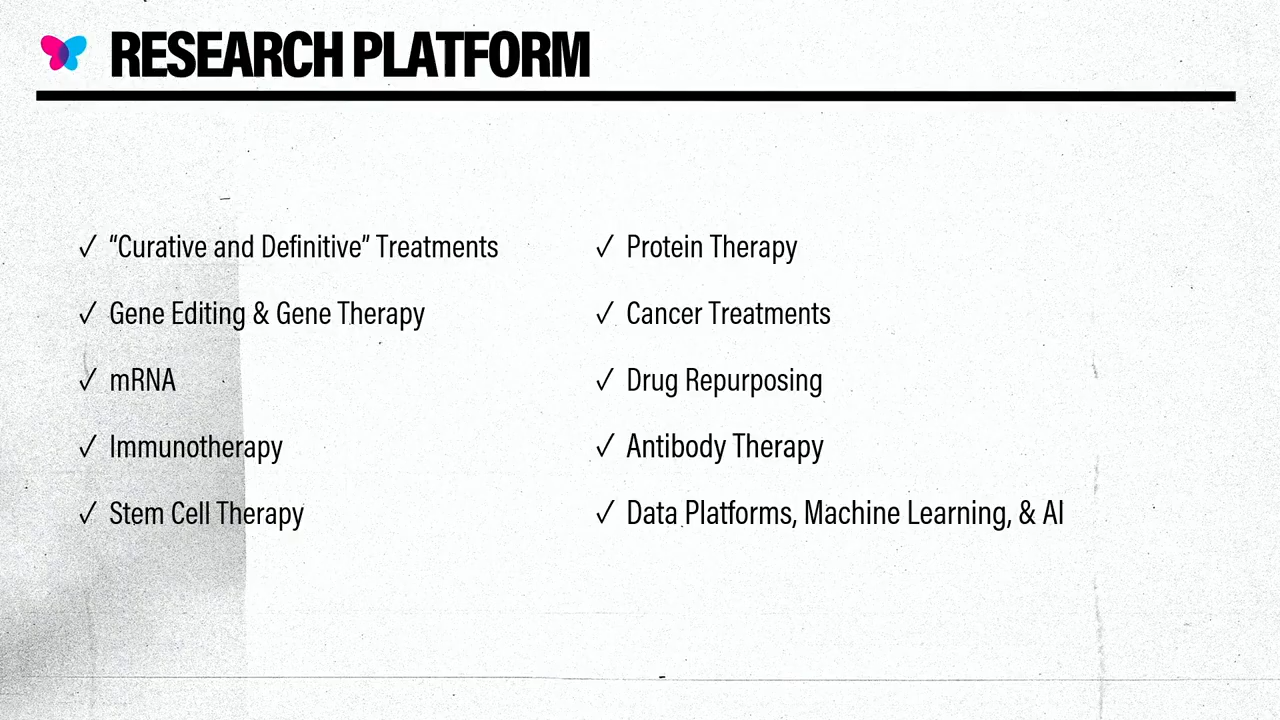 RESEARCH PLATFORM
✓ “Curative and Definitive” Treatments
✓ Gene Editing & Gene Therapy
✓ mRNA
✓ Immunotherapy
✓ Stem Cell Therapy
✓ Protein Therapy
✓ Cancer Treatments
✓ Drug Repurposing
✓ Antibody Therapy
✓ Data Platforms, Machine Learning, & AI